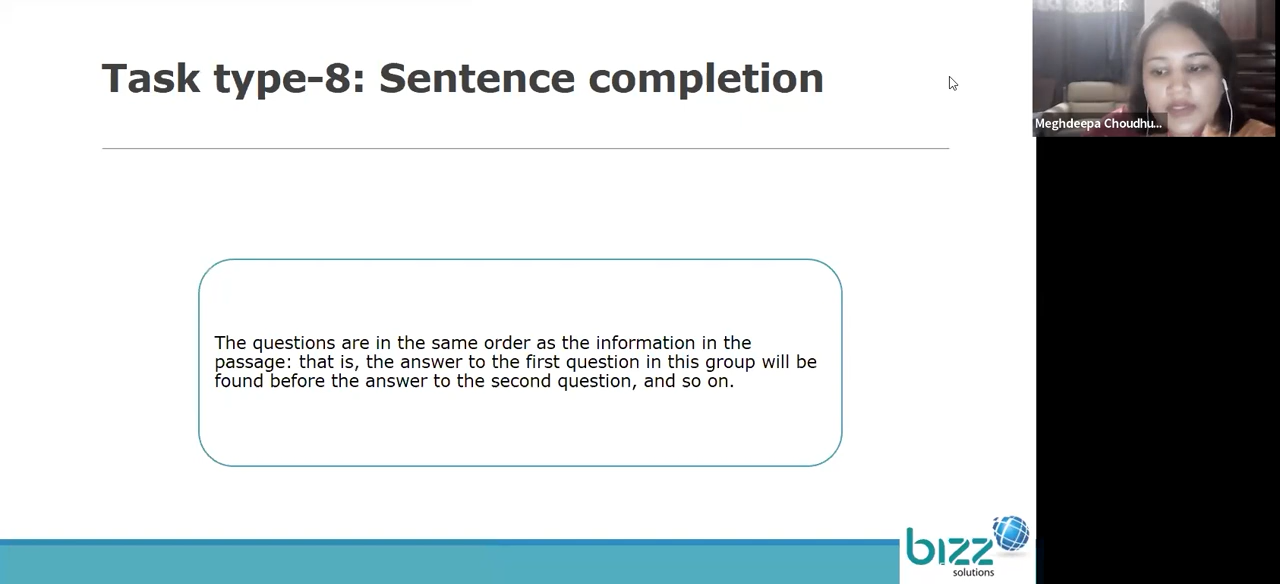 Task type-8: Sentence completion
Meghdeepa Choudhu...
The questions are in the same order as the information in the
passage: that is, the answer to the first question in this group will be
found before the answer to the second question, and so on.
bizz
solutions